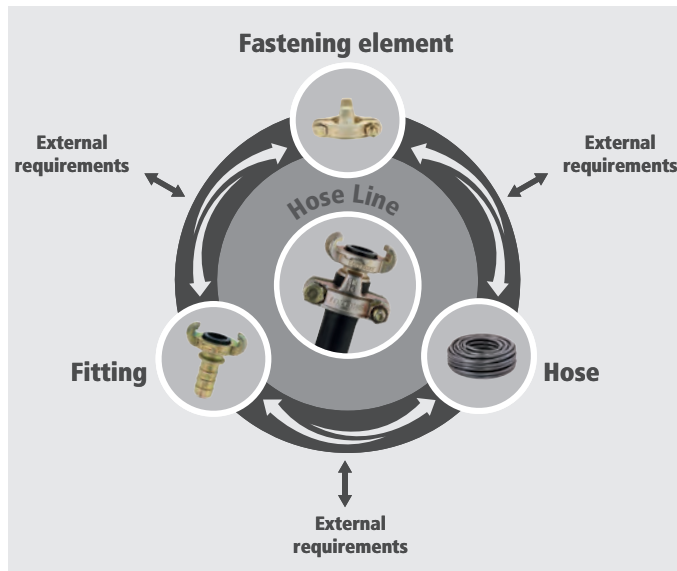 Fastening element
External
requirements
External
requirements
Hose Line
Fitting
Hose
External
requirements